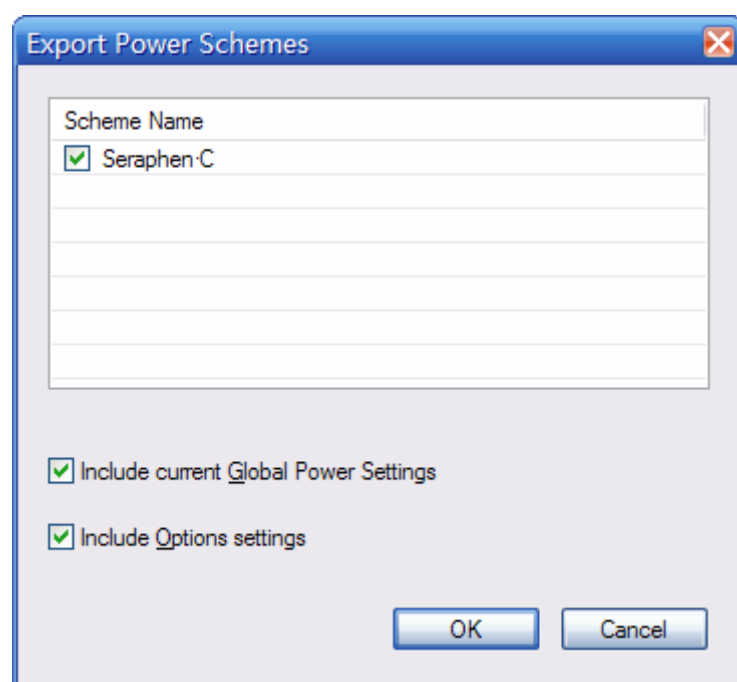 Export Power Schemes
Scheme Name
Seraphen·C
Include current Global Power Settings
Include Options settings
OK Cancel